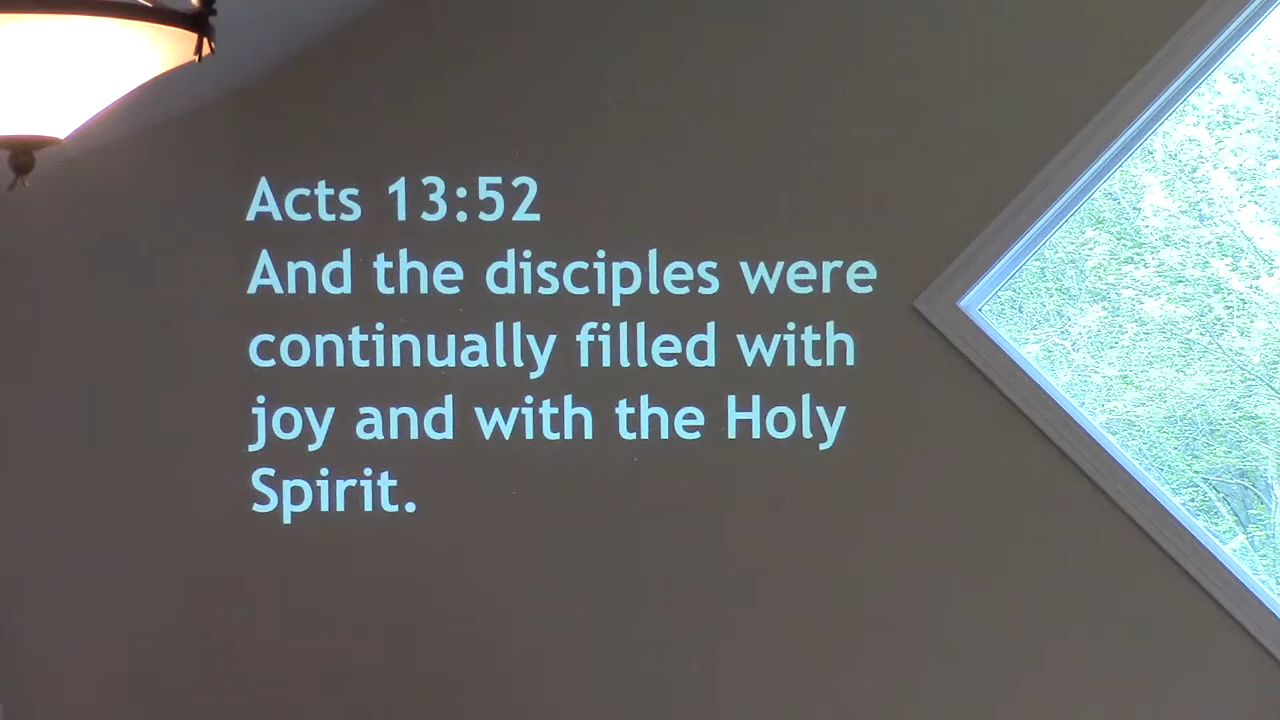 Acts 13:52
And the disciples were
continually filled with
joy and with the Holy
Spirit.